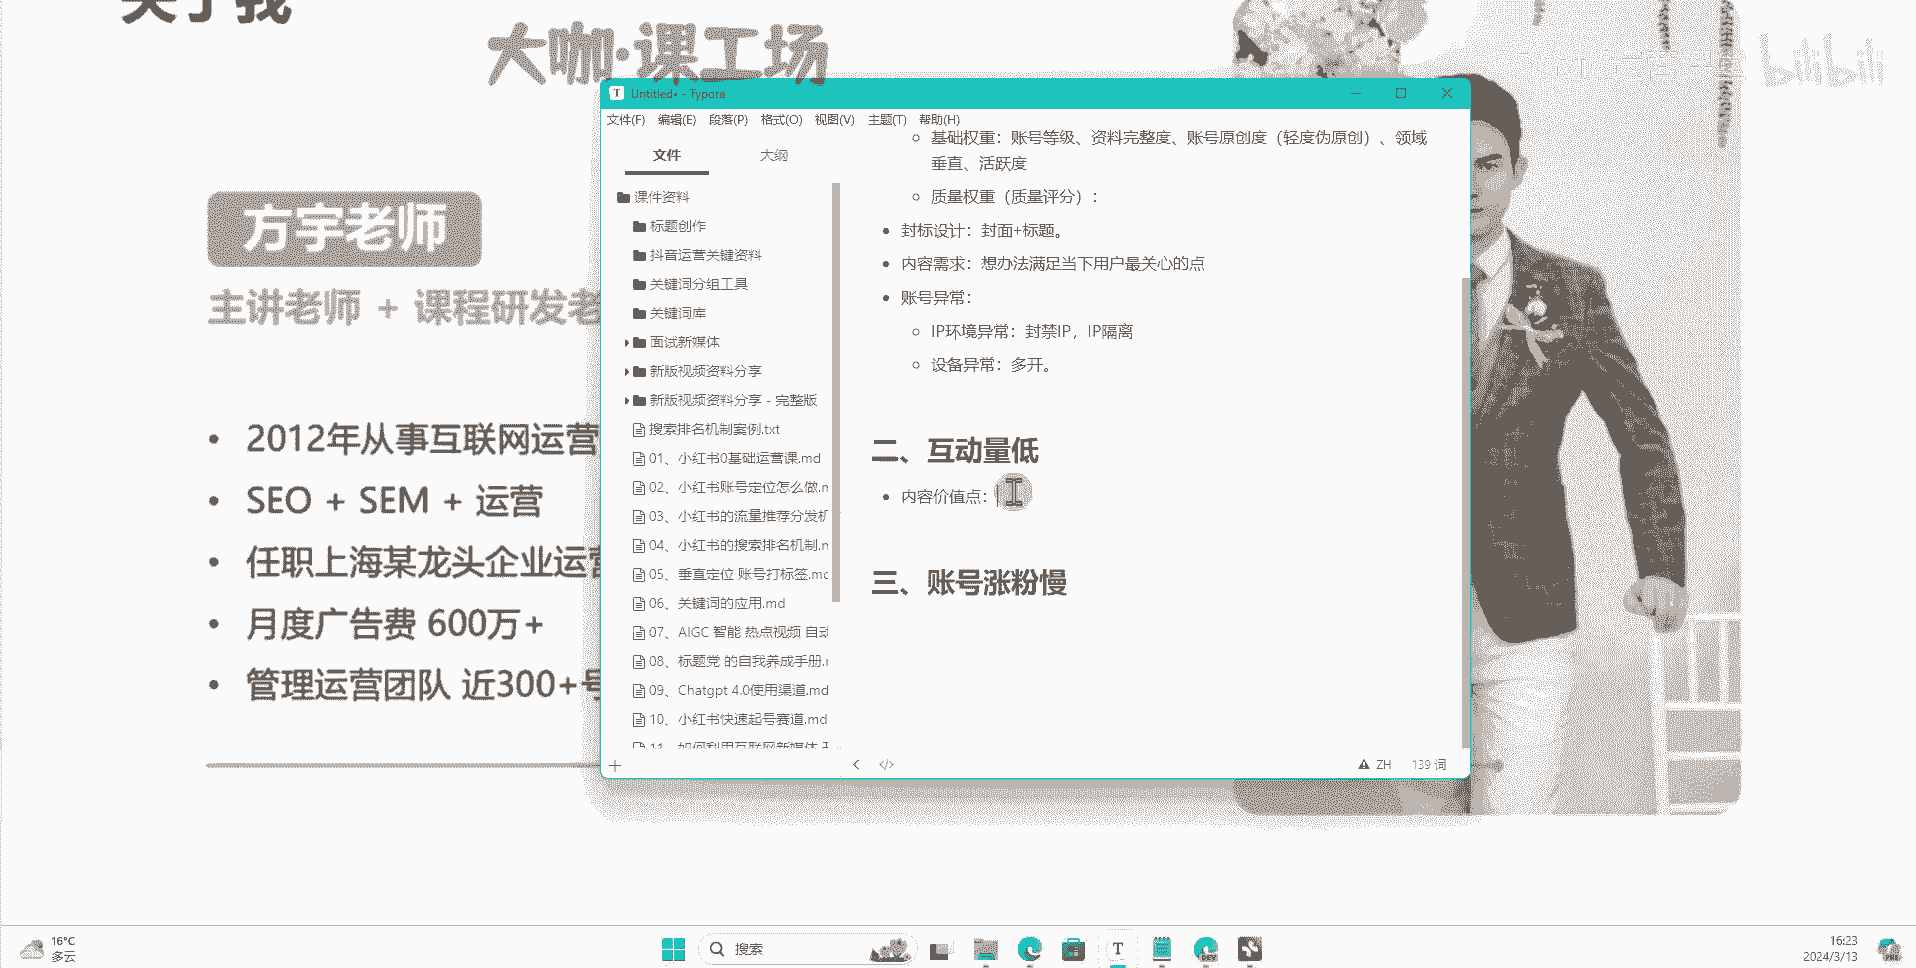 关于我
大咖·课工场
bilibili
方宇老师
主讲老师 + 课程研发老
• 2012年从事互联网运营
• SEO + SEM + 运营
• 任职上海某龙头企业运营
• 月度广告费 600万+
• 管理运营团队 近300+号
Untitled• - Typora
文件(F) 编辑(E) 段落(P) 格式(O) 视图(V) 主题(T) 帮助(H)
文件 大纲
课件资料
标题创作
抖音运营关键资料
关键词分组工具
关键词库
面试新媒体
新版视频资料分享
新版视频资料分享 - 完整版
搜索排名机制案例.txt
01、小红书0基础运营课.md
02、小红书账号定位怎么做.m
03、小红书的流量推荐分发机
04、小红书的搜索排名机制.m
05、垂直定位 账号打标签.md
06、关键词的应用.md
07、AIGC 智能 热点视频 自动
08、标题党 的自我养成手册.m
09、Chatgpt 4.0使用渠道.md
10、小红书快速起号赛道.md
11、如何利用互联网新媒体
基础权重：账号等级、资料完整度、账号原创度（轻度伪原创）、领域
垂直、活跃度
质量权重（质量评分）：
• 封标设计：封面+标题。
• 内容需求：想办法满足当下用户最关心的点
• 账号异常：
IP环境异常：封禁IP，IP隔离
设备异常：多开。
二、互动量低
• 内容价值点：
三、账号涨粉慢
ZH 139 词
16°C
多云
搜索
16:23
2024/3/13